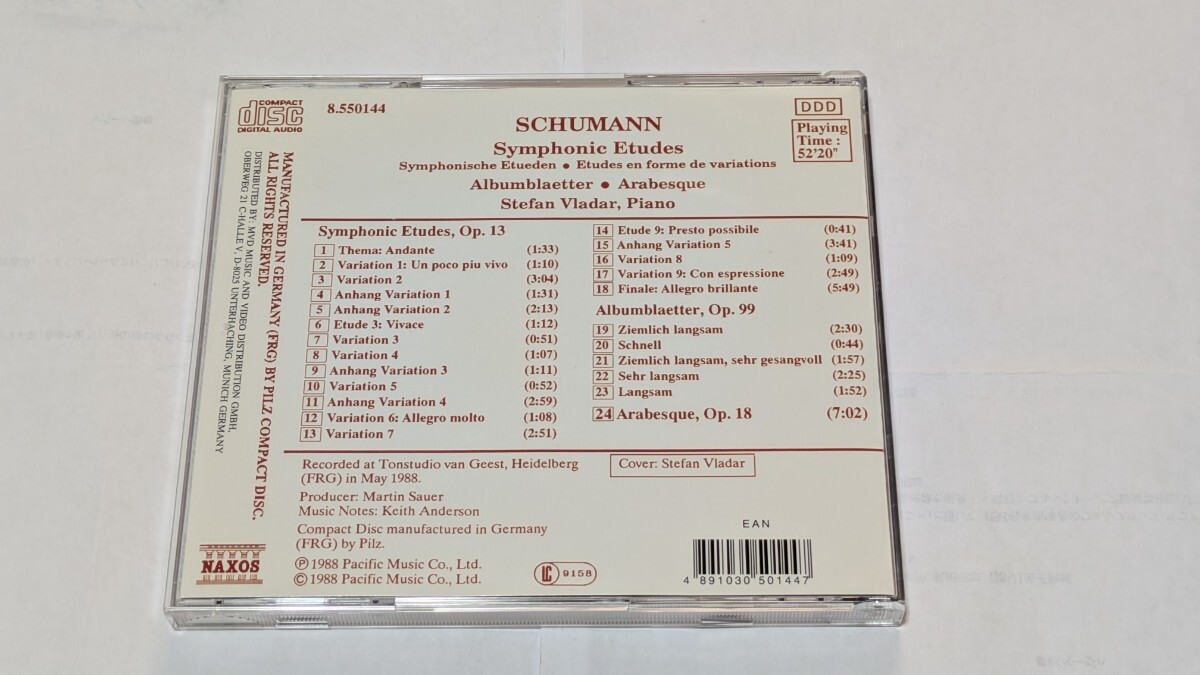 COMPACT
disc
DIGITAL AUDIO
8.550144
DDD
Playing
Time :
52'20"
SCHUMANN
Symphonic Etudes
Symphonische Etueden • Etudes en forme de variations
Albumblaetter • Arabesque
Stefan Vladar, Piano
Symphonic Etudes, Op. 13
1 Thema: Andante (1:33)
2 Variation 1: Un poco piu vivo (1:10)
3 Variation 2 (3:04)
4 Anhang Variation 1 (1:31)
5 Anhang Variation 2 (2:13)
6 Etude 3: Vivace (1:12)
7 Variation 3 (0:51)
8 Variation 4 (1:07)
9 Anhang Variation 3 (1:11)
10 Variation 5 (0:52)
11 Anhang Variation 4 (2:59)
12 Variation 6: Allegro molto (1:08)
13 Variation 7 (2:51)
14 Etude 9: Presto possibile (0:41)
15 Anhang Variation 5 (3:41)
16 Variation 8 (1:09)
17 Variation 9: Con espressione (2:49)
18 Finale: Allegro brillante (5:49)
Albumblaetter, Op. 99
19 Ziemlich langsam (2:30)
20 Schnell (0:44)
21 Ziemlich langsam, sehr gesangvoll (1:57)
22 Sehr langsam (2:25)
23 Langsam (1:52)
24 Arabesque, Op. 18 (7:02)
Recorded at Tonstudio van Geest, Heidelberg
(FRG) in May 1988.
Producer: Martin Sauer
Music Notes: Keith Anderson
Compact Disc manufactured in Germany
(FRG) by Pilz.
Ⓟ 1988 Pacific Music Co., Ltd.
© 1988 Pacific Music Co., Ltd.
Cover: Stefan Vladar
LC 9158
EAN
4 891030 501447
MANUFACTURED IN GERMANY (FRG) BY PILZ COMPACT DISC.
ALL RIGHTS RESERVED.
DISTRIBUTED BY: MVD MUSIC AND VIDEO DISTRIBUTION GMBH,
OBERWEG 21 C-HALLE V, D-8025 UNTERHACHING, MUNICH GERMANY
NAXOS